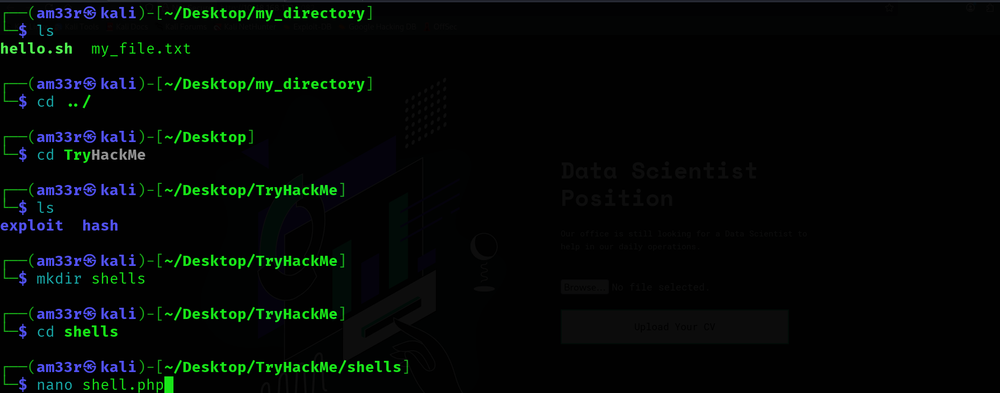 ┌──(am33r㉿kali)-[~/Desktop/my_directory]
└─$ ls
Kali Tools Kali Docs Kali Forums Kali NetHunter Exploit-DB Google Hacking DB OffSec
hello.sh  my_file.txt
┌──(am33r㉿kali)-[~/Desktop/my_directory]
└─$ cd ../
┌──(am33r㉿kali)-[~/Desktop]
└─$ cd TryHackMe
┌──(am33r㉿kali)-[~/Desktop/TryHackMe]
└─$ ls
exploit  hash
┌──(am33r㉿kali)-[~/Desktop/TryHackMe]
└─$ mkdir shells
┌──(am33r㉿kali)-[~/Desktop/TryHackMe]
└─$ cd shells
┌──(am33r㉿kali)-[~/Desktop/TryHackMe/shells]
└─$ nano shell.php
Data Scientist
Position
Our office is still looking for a Data Scientist to
help in our daily operations.
Browse... No file selected.
Upload Your CV